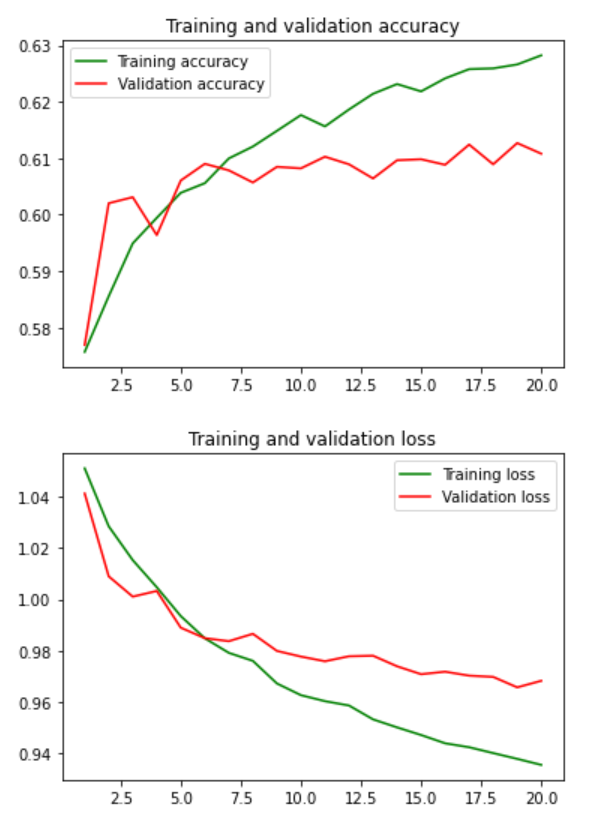 Training and validation accuracy
0.63
Training accuracy
Validation accuracy
0.62
0.61
0.60
0.59
0.58
2.5 5.0 7.5 10.0 12.5 15.0 17.5 20.0
Training and validation loss
Training loss
1.04
Validation loss
1.02
1.00
0.98
0.96
0.94
2.5 5.0 7.5 10.0 12.5 15.0 17.5 20.0